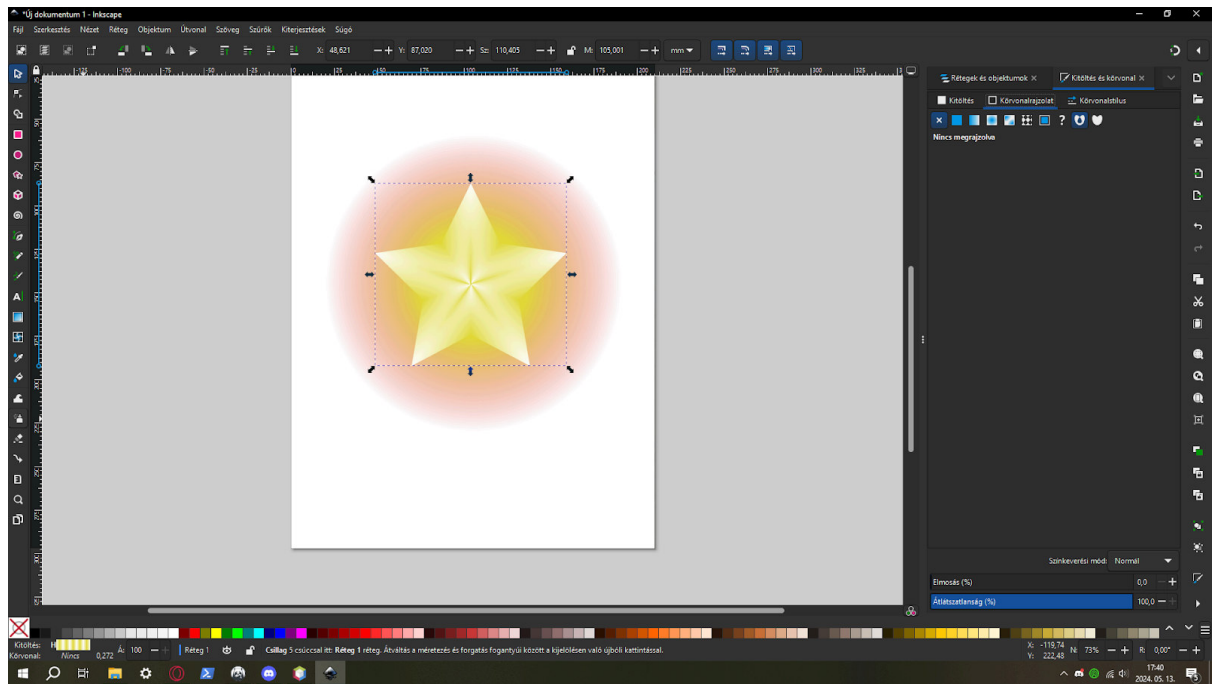 *Új dokumentum 1 - Inkscape
Fájl Szerkesztés Nézet Réteg Objektum Útvonal Szöveg Szűrők Kiterjesztések Súgó
X: 48,621 Y: 87,020 Sz: 110,405 M: 105,001 mm
Rétegek és objektumok Kitöltés és körvonal
Kitöltés Körvonalrajzolat Körvonalstílus
Nincs megrajzolva
Színkeverési mód: Normál
Elmosás (%) 0,0
Átlátszatlanság (%) 100,0
Kitöltés: H
Körvonal: Nincs 0,272 Á: 100 Réteg 1 Csillag 5 csúccsal itt: Réteg 1 réteg. Átváltás a méretezés és forgatás fogantyúi között a kijelölésen való újbóli kattintással.
X: -119,74
Y: 222,48 N: 73% R: 0,00°
17:40
2024. 05. 13.